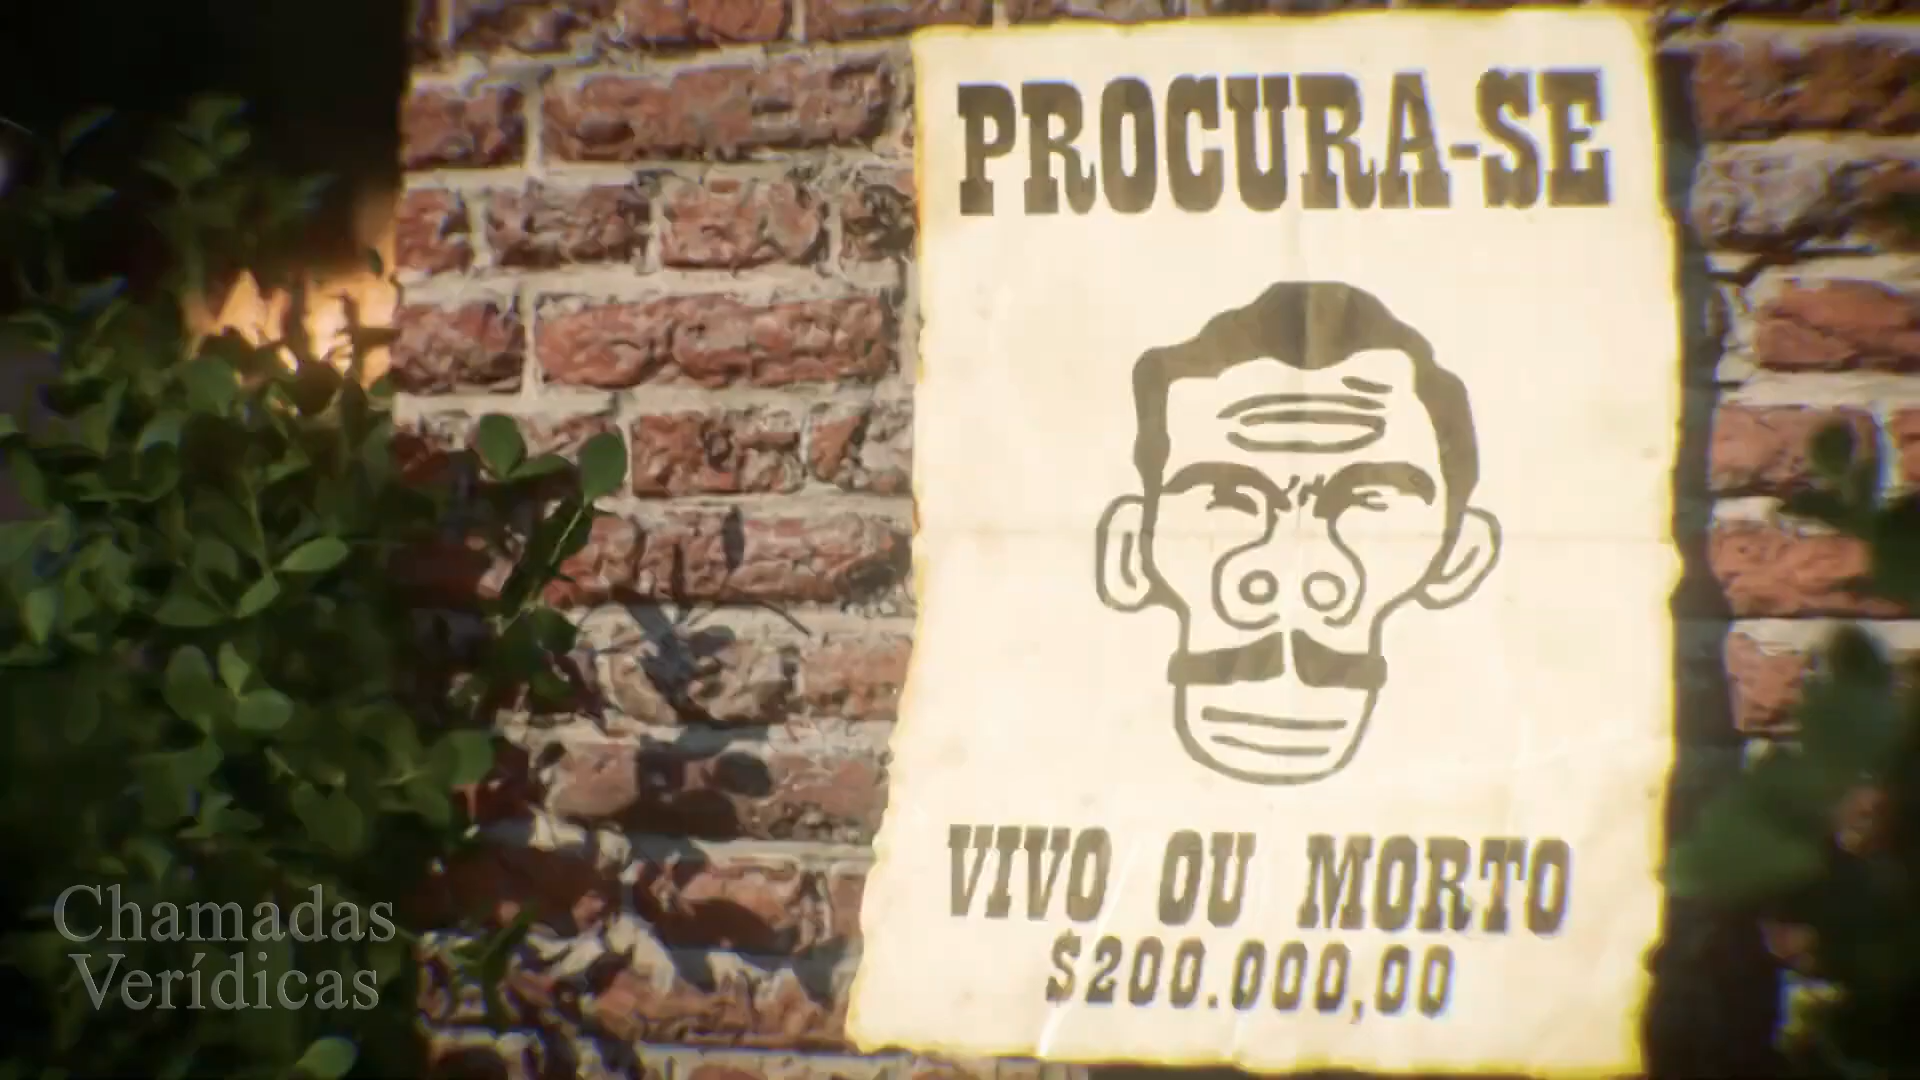 PROCURA-SE
VIVO OU MORTO
$200.000,00
Chamadas
Verídicas